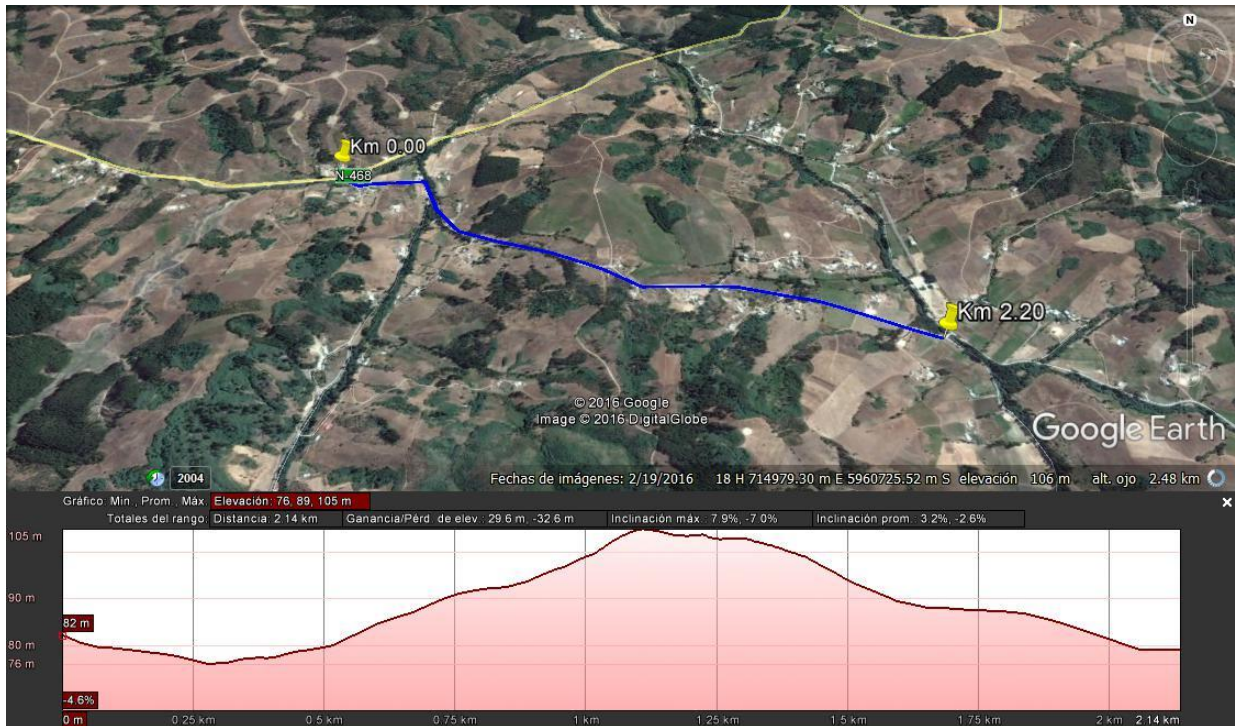 N
Km 0.00
N-468
Km 2.20
© 2016 Google
Image © 2016 DigitalGlobe
Google Earth
2004
Fechas de imágenes: 2/19/2016 18 H 714979.30 m E 5960725.52 m S elevación 106 m alt. ojo 2.48 km
Gráfico: Mín., Prom., Máx. Elevación: 76, 89, 105 m
Totales del rango: Distancia: 2.14 km Ganancia/Pérd. de elev.: 29.6 m, -32.6 m Inclinación máx.: 7.9%, -7.0% Inclinación prom.: 3.2%, -2.6%
105 m
90 m
82 m
80 m
76 m
-4.6%
0 m 0.25 km 0.5 km 0.75 km 1 km 1.25 km 1.5 km 1.75 km 2 km 2.14 km